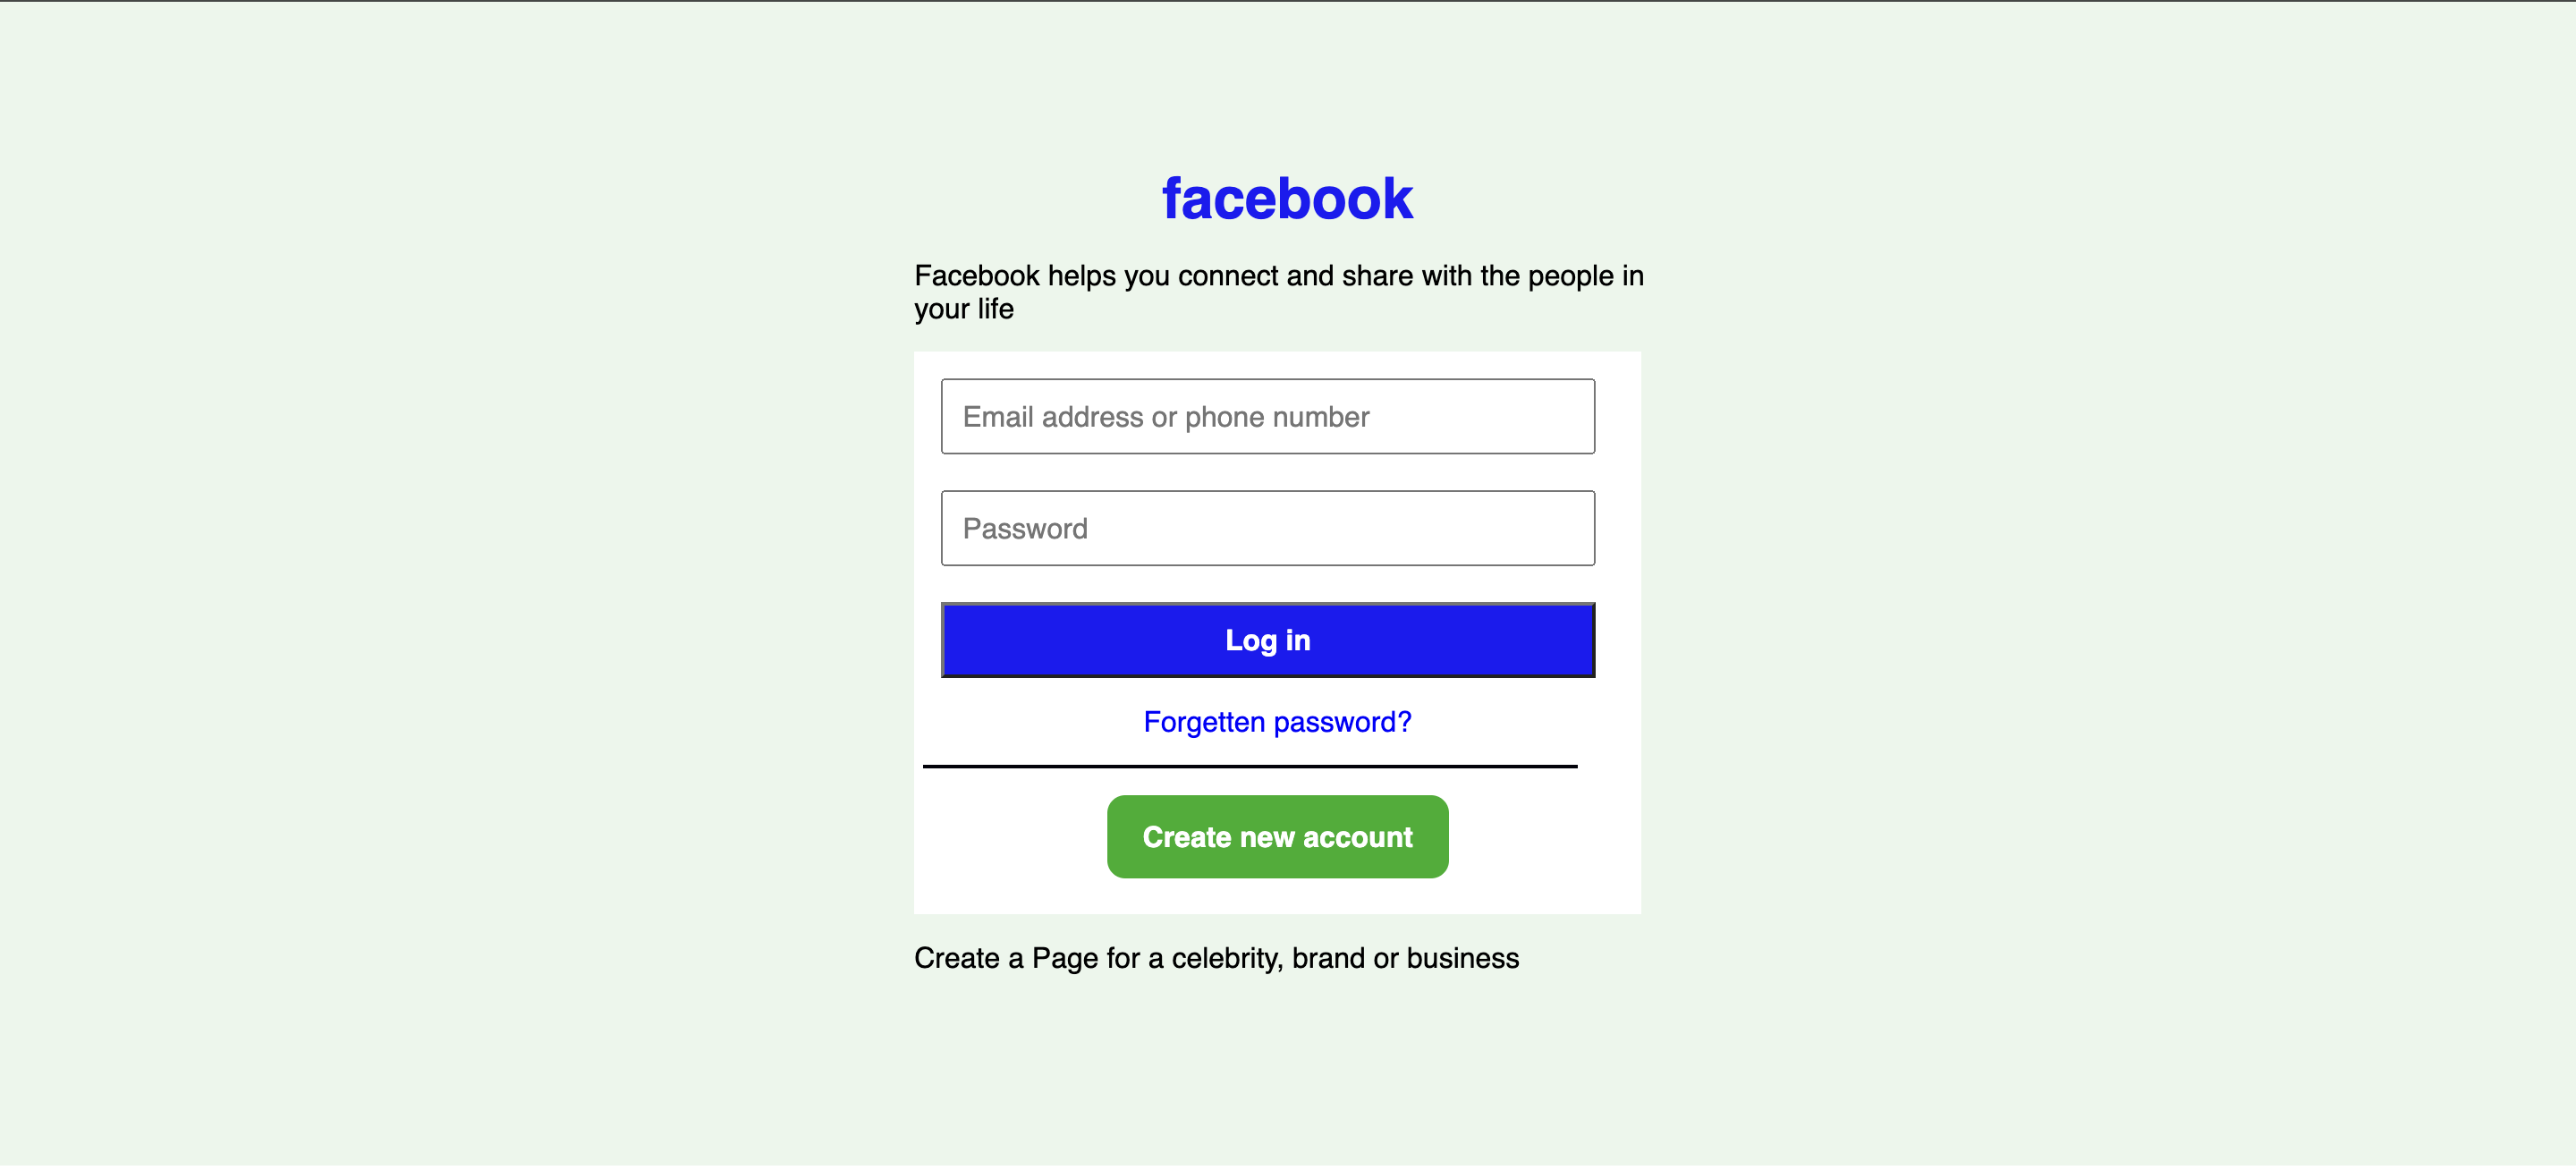 facebook
Facebook helps you connect and share with the people in
your life
Email address or phone number
Password
Log in
Forgetten password?
Create new account
Create a Page for a celebrity, brand or business